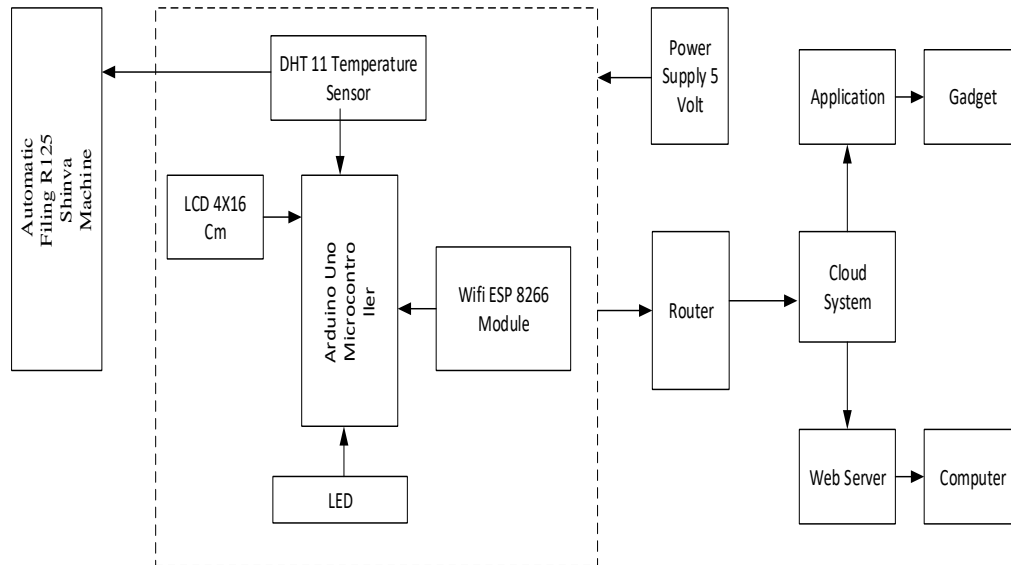 Automatic
Filing R125
Shinva
Machine
DHT 11 Temperature
Sensor
LCD 4X16
Cm
Arduino Uno
Microcontro
ller
Wifi ESP 8266
Module
LED
Power
Supply 5
Volt
Router
Application
Gadget
Cloud
System
Web Server
Computer